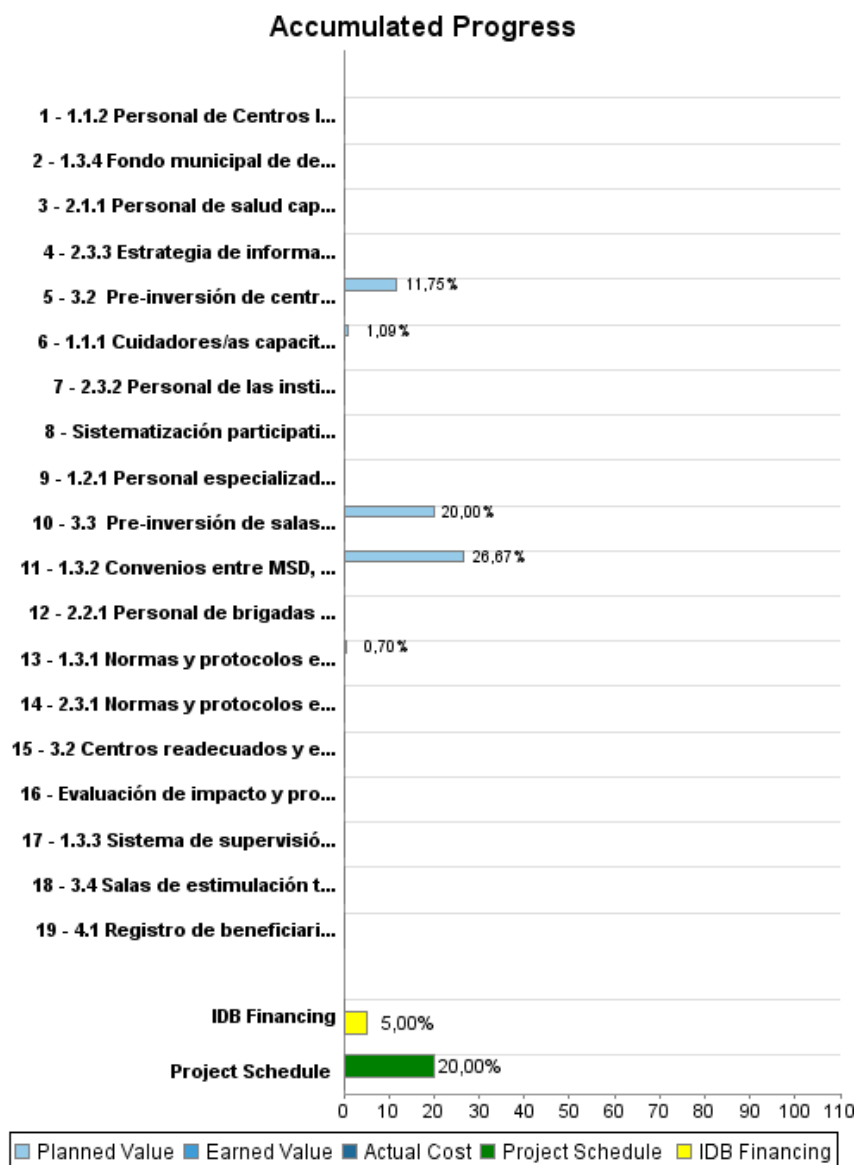 Accumulated Progress
1 - 1.1.2 Personal de Centros I...
2 - 1.3.4 Fondo municipal de de...
3 - 2.1.1 Personal de salud cap...
4 - 2.3.3 Estrategia de informa...
11,75%
5 - 3.2 Pre-inversión de centr...
1,09%
6 - 1.1.1 Cuidadores/as capacit...
7 - 2.3.2 Personal de las insti...
8 - Sistematización participati...
9 - 1.2.1 Personal especializad...
20,00%
10 - 3.3 Pre-inversión de salas...
26,67%
11 - 1.3.2 Convenios entre MSD, ...
12 - 2.2.1 Personal de brigadas ...
0,70%
13 - 1.3.1 Normas y protocolos e...
14 - 2.3.1 Normas y protocolos e...
15 - 3.2 Centros readecuados y e...
16 - Evaluación de impacto y pro...
17 - 1.3.3 Sistema de supervisió...
18 - 3.4 Salas de estimulación t...
19 - 4.1 Registro de beneficiari...
IDB Financing 5,00%
Project Schedule 20,00%
0 10 20 30 40 50 60 70 80 90 100 110
Planned Value Earned Value Actual Cost Project Schedule IDB Financing